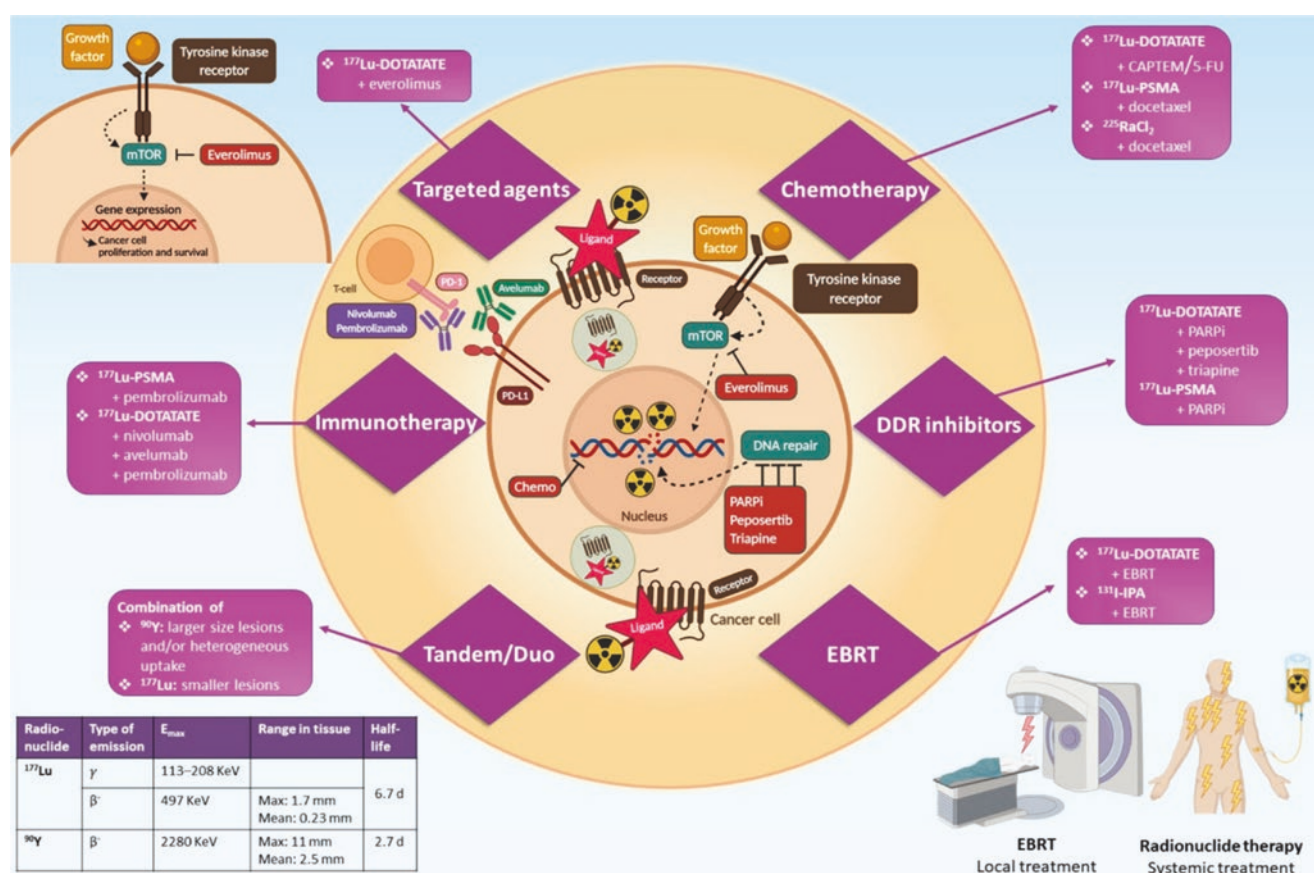 Growth
factor
Tyrosine kinase
receptor
mTOR
Everolimus
Gene expression
Cancer cell
proliferation and survival
❖ ¹⁷⁷Lu-DOTATATE
+ everolimus
❖ ¹⁷⁷Lu-DOTATATE
+ CAPTEM/5-FU
❖ ¹⁷⁷Lu-PSMA
+ docetaxel
❖ ²²⁵RaCl₂
+ docetaxel
Targeted agents
Chemotherapy
Ligand
Receptor
Growth
factor
Tyrosine kinase
receptor
T-cell
PD-1
Avelumab
Nivolumab
Pembrolizumab
PD-L1
mTOR
Everolimus
❖ ¹⁷⁷Lu-PSMA
+ pembrolizumab
❖ ¹⁷⁷Lu-DOTATATE
+ nivolumab
+ avelumab
+ pembrolizumab
Immunotherapy
DDR inhibitors
¹⁷⁷Lu-DOTATATE
+ PARPi
+ peposertib
+ triapine
¹⁷⁷Lu-PSMA
+ PARPi
DNA repair
Chemo
Nucleus
PARPi
Peposertib
Triapine
Receptor
Ligand
Cancer cell
Combination of
❖ ⁹⁰Y: larger size lesions
and/or heterogeneous
uptake
❖ ¹⁷⁷Lu: smaller lesions
Tandem/Duo
EBRT
❖ ¹⁷⁷Lu-DOTATATE
+ EBRT
❖ ¹³¹I-IPA
+ EBRT
Radio-
nuclide
Type of
emission
Eₘₐₓ
Range in tissue
Half-
life
¹⁷⁷Lu
γ
113–208 KeV
β⁻
497 KeV
Max: 1.7 mm
Mean: 0.23 mm
6.7 d
⁹⁰Y
β⁻
2280 KeV
Max: 11 mm
Mean: 2.5 mm
2.7 d
EBRT
Local treatment
Radionuclide therapy
Systemic treatment